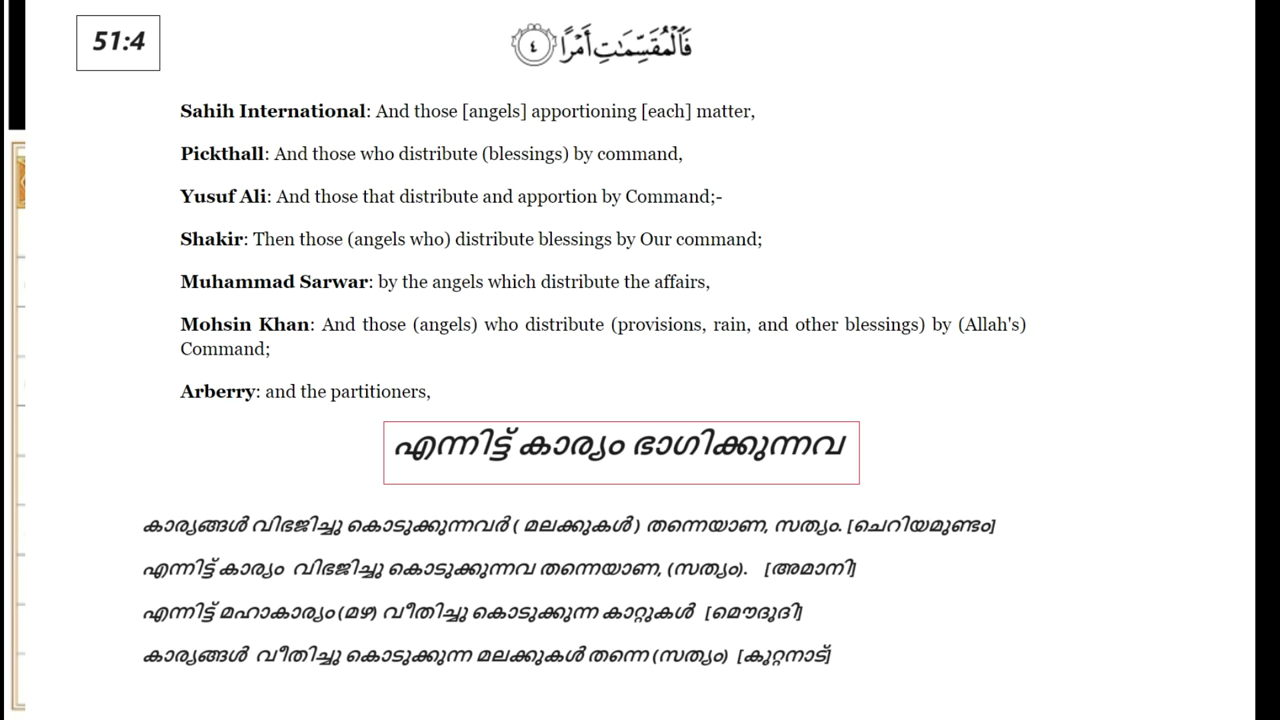 51:4
فَٱلْمُقَسِّمَٰتِ أَمْرًا ٤
Sahih International: And those [angels] apportioning [each] matter,
Pickthall: And those who distribute (blessings) by command,
Yusuf Ali: And those that distribute and apportion by Command;-
Shakir: Then those (angels who) distribute blessings by Our command;
Muhammad Sarwar: by the angels which distribute the affairs,
Mohsin Khan: And those (angels) who distribute (provisions, rain, and other blessings) by (Allah's)
Command;
Arberry: and the partitioners,
എന്നിട്ട് കാര്യം ഭാഗിക്കുന്നവ
കാര്യങ്ങൾ വിഭജിച്ചു കൊടുക്കുന്നവർ ( മലക്കുകൾ ) തന്നെയാണ, സത്യം. [ചെറിയമുണ്ടം]
എന്നിട്ട് കാര്യം വിഭജിച്ചു കൊടുക്കുന്നവ തന്നെയാണ, (സത്യം). [അമാനി]
എന്നിട്ട് മഹാകാര്യം (മഴ) വീതിച്ചു കൊടുക്കുന്ന കാറ്റുകൾ [മൌദൂദി]
കാര്യങ്ങൾ വീതിച്ചു കൊടുക്കുന്ന മലക്കുകൾ തന്നെ (സത്യം) [കുറ്റനാട്]